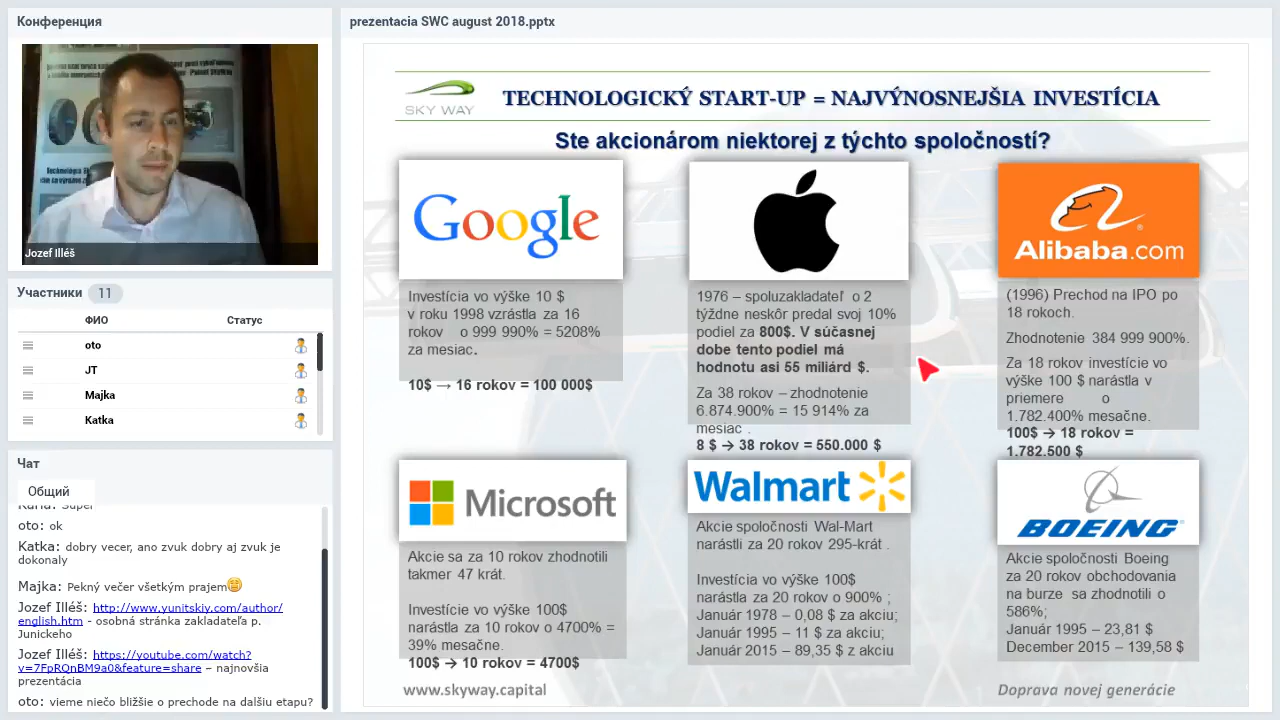 Конференция
Jozef Illéš
Участники 11
ФИО Статус
oto
JT
Majka
Katka
Чат
Общий
oto: ok
Katka: dobry vecer, ano zvuk dobry aj zvuk je
dokonaly
Majka: Pekný večer všetkým prajem
Jozef Illéš: http://www.yunitskiy.com/author/
english.htm - osobná stránka zakladateľa p.
Junickeho
Jozef Illéš: https://youtube.com/watch?
v=7FpRQnBM9a0&feature=share – najnovšia
prezentácia
oto: vieme niečo bližšie o prechode na dalšiu etapu?
prezentacia SWC august 2018.pptx
SKY WAY
TECHNOLOGICKÝ START-UP = NAJVÝNOSNEJŠIA INVESTÍCIA
Ste akcionárom niektorej z týchto spoločností?
Google
Investícia vo výške 10 $
v roku 1998 vzrástla za 16
rokov o 999 990% = 5208%
za mesiac.
10$ → 16 rokov = 100 000$
1976 – spoluzakladateľ o 2
týždne neskôr predal svoj 10%
podiel za 800$. V súčasnej
dobe tento podiel má
hodnotu asi 55 miliárd $.
Za 38 rokov – zhodnotenie
6.874.900% = 15 914% za
mesiac .
8 $ → 38 rokov = 550.000 $
Alibaba.com
(1996) Prechod na IPO po
18 rokoch.
Zhodnotenie 384 999 900%.
Za 18 rokov investície vo
výške 100 $ narástla v
priemere o
1.782.400% mesačne.
100$ → 18 rokov =
1.782.500 $
Microsoft
Akcie sa za 10 rokov zhodnotili
takmer 47 krát.
Investície vo výške 100$
narástla za 10 rokov o 4700% =
39% mesačne.
100$ → 10 rokov = 4700$
Walmart
Akcie spoločnosti Wal-Mart
narástli za 20 rokov 295-krát .
Investícia vo výške 100$
narástla za 20 rokov o 900% ;
Január 1978 – 0,08 $ za akciu;
Január 1995 – 11 $ za akciu;
Január 2015 – 89,35 $ z akciu
BOEING
Akcie spoločnosti Boeing
za 20 rokov obchodovania
na burze sa zhodnotili o
586%;
Január 1995 – 23,81 $
December 2015 – 139,58 $
www.skyway.capital
Doprava novej generácie